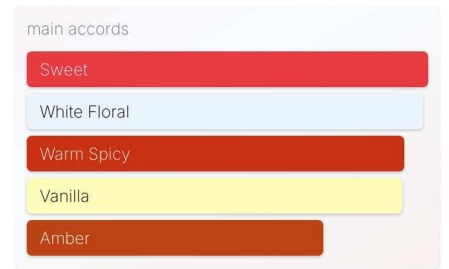 main accords
Sweet
White Floral
Warm Spicy
Vanilla
Amber